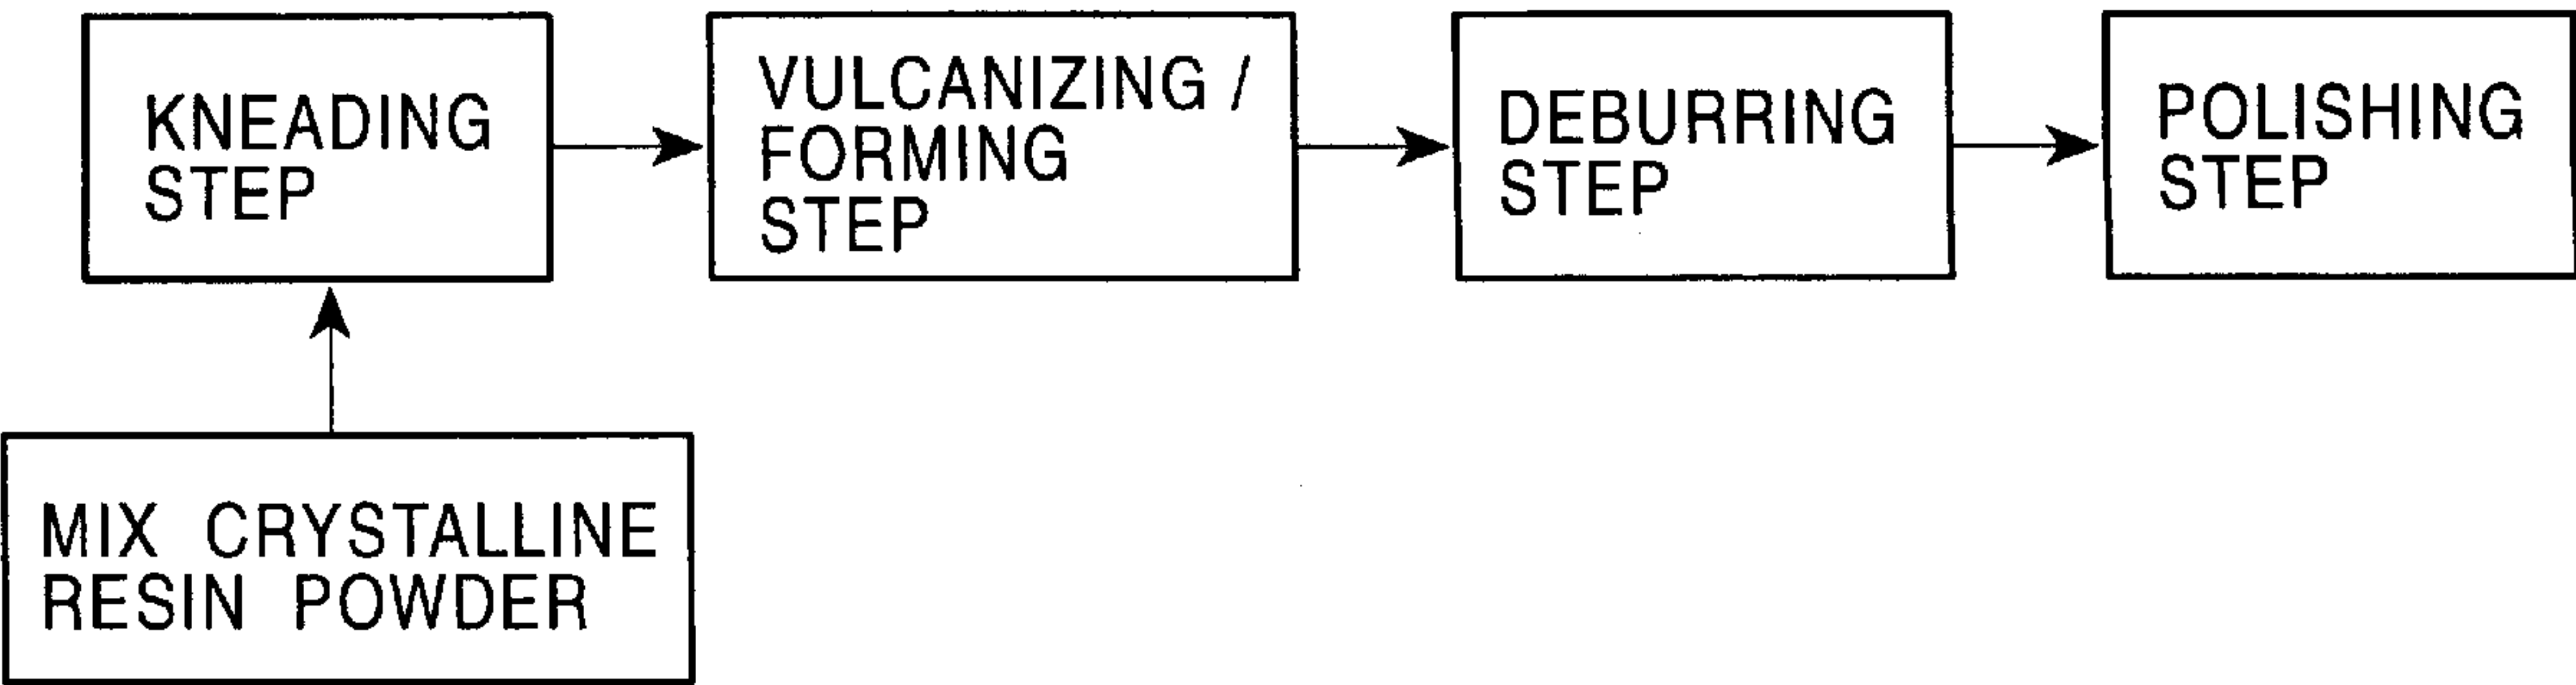 KNEADING
STEP
VULCANIZING /
FORMING
STEP
DEBURRING
STEP
POLISHING
STEP
MIX CRYSTALLINE
RESIN POWDER